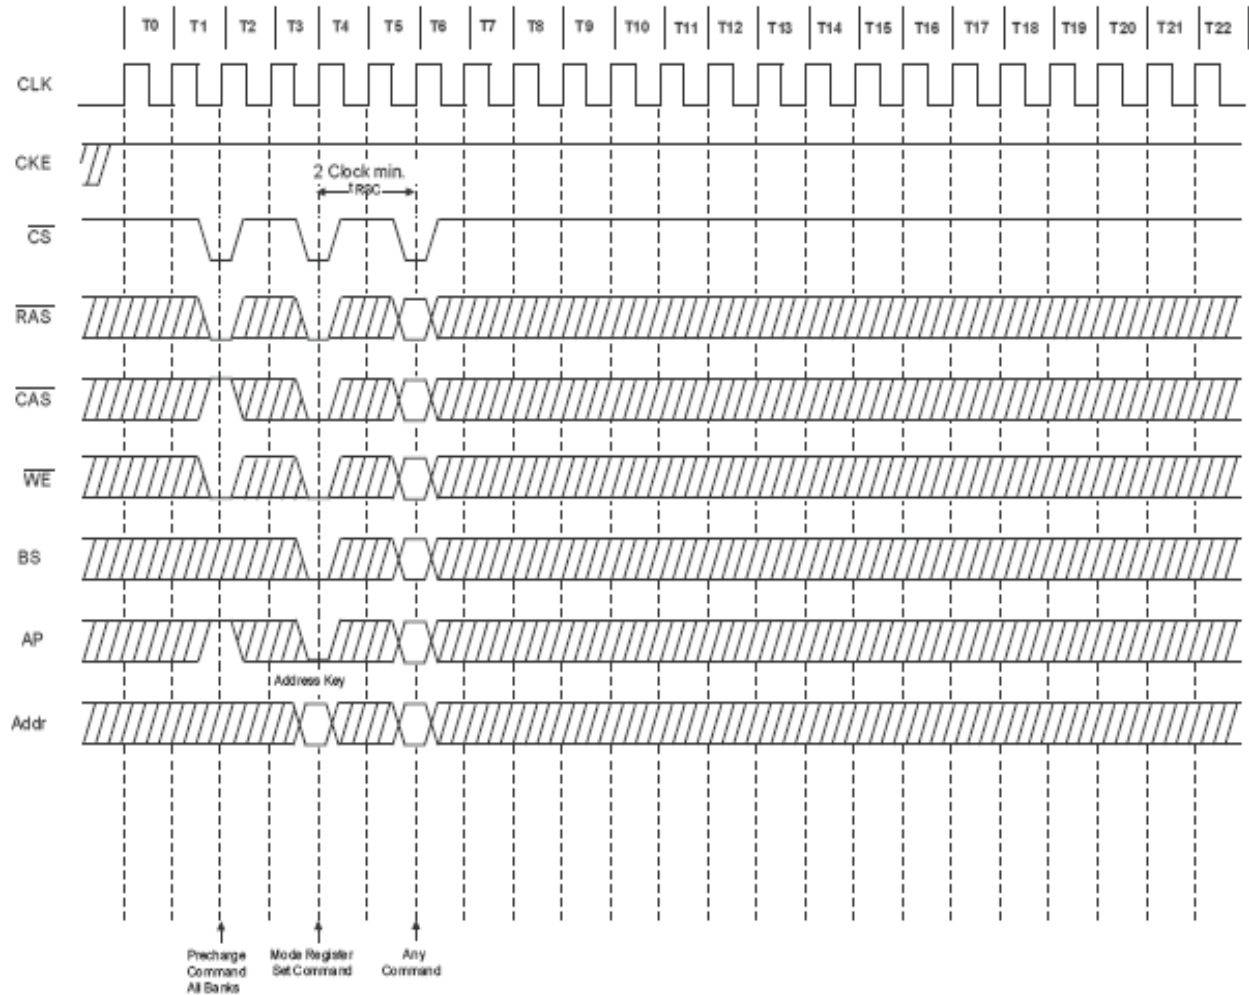 T0 T1 T2 T3 T4 T5 T6 T7 T8 T9 T10 T11 T12 T13 T14 T15 T16 T17 T18 T19 T20 T21 T22
CLK
CKE
2 Clock min.
tRSC
CS
RAS
CAS
WE
BS
AP
Address Key
Addr
Precharge
Command
All Banks
Mode Register
Set Command
Any
Command